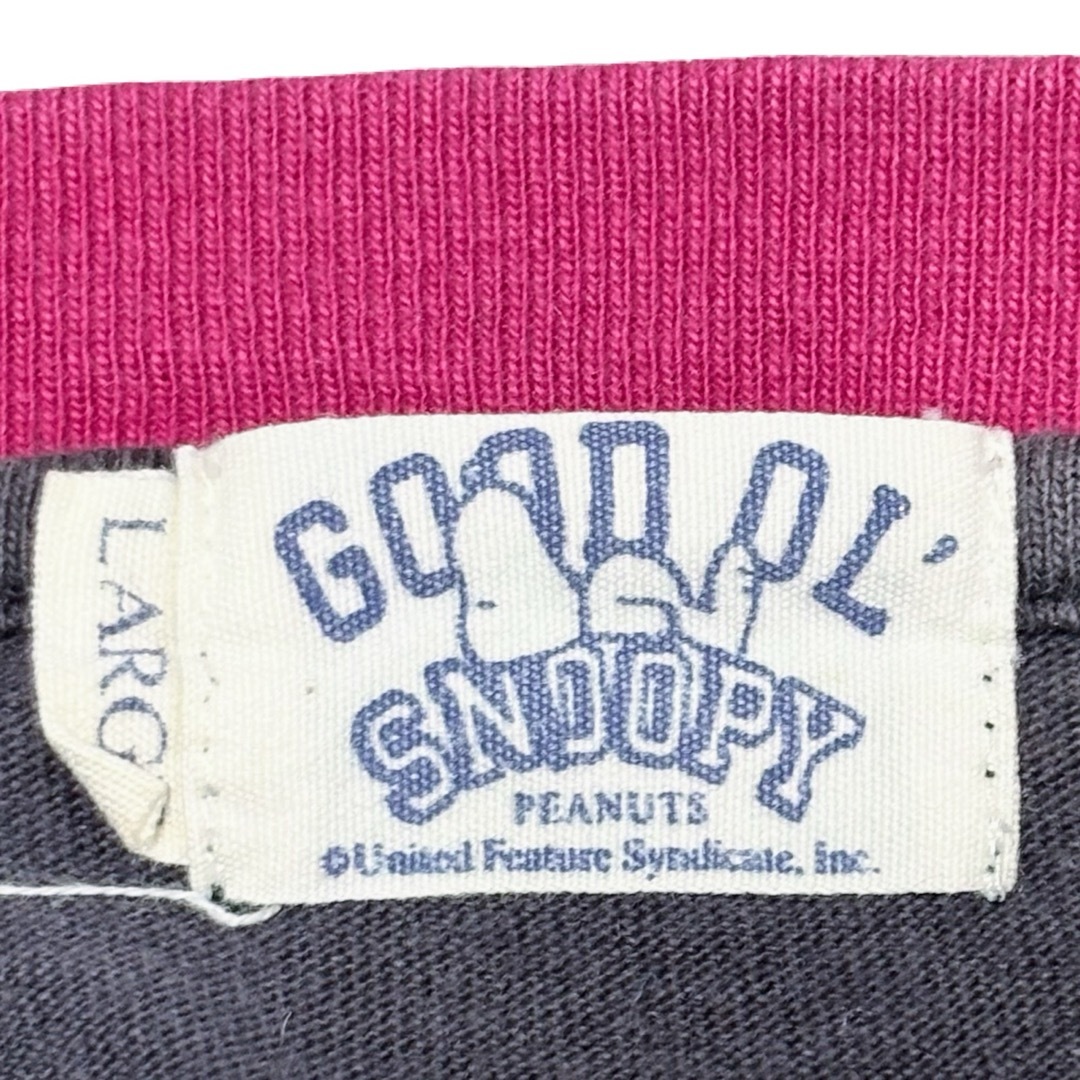 GOOD OL'
SNOOPY
PEANUTS
©United Feature Syndicate, Inc.
LARG